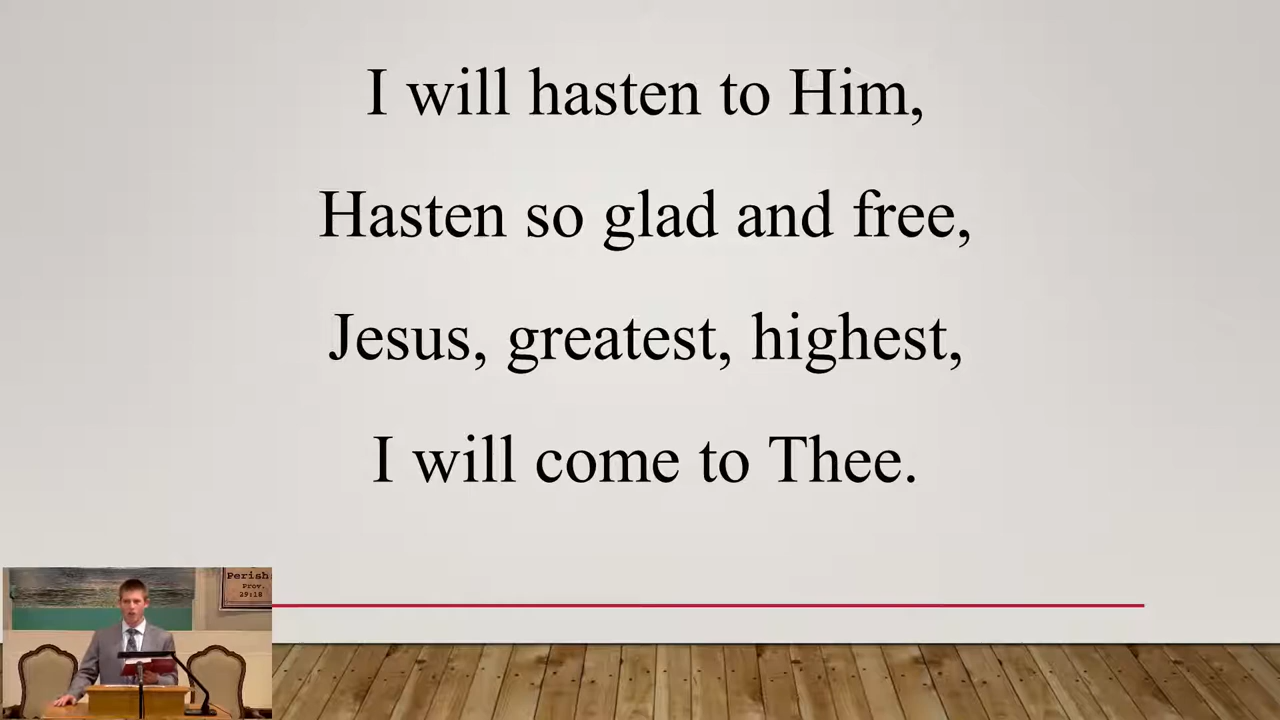 I will hasten to Him,
Hasten so glad and free,
Jesus, greatest, highest,
I will come to Thee.
Perish
Prov.
29:18